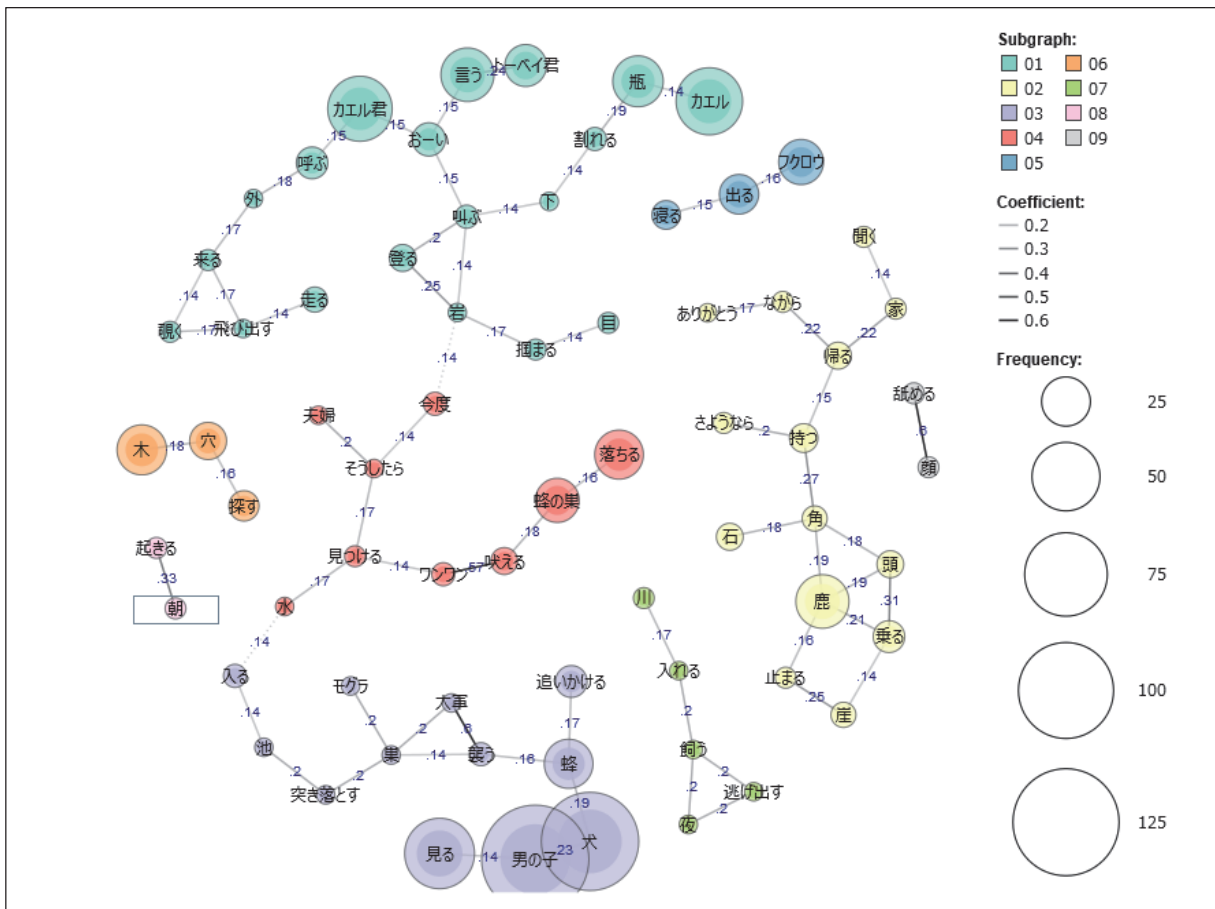 Subgraph:
01 06
02 07
03 08
04 09
05
Coefficient:
0.2
0.3
0.4
0.5
0.6
Frequency:
25
50
75
100
125
言う .24 トーベイ君
カエル君 .15 おーい .15
瓶 .14 カエル
.15 .19
割れる
呼ぶ .18 外
.15 .14
叫ぶ .14 下
フクロウ .16 出る .15 寝る
.17
来る
.14 .17
覗く .17 飛び出す .14 走る
.2
登る
.25 .14
岩 .17 掴まる .14 目
.14
聞く
.14
家
ありがとう .17 ながら .22 .22
帰る
.15
さようなら .2 持つ
.27
舐める
.6
顔
今度
夫婦 .14
.2
そうしたら
木 .18 穴
.16
探す
落ちる
.16
蜂の巣
.18
.17
見つける .14 ワンワン .57 吠える
.17
水
.14
起きる
.33
朝
石 .18 角
.19 .18
頭
.19 .31
鹿 .21 乗る
.16 .14
止まる .25 崖
川
.17
入れる
.2
飼う
.2 .2
夜 .2 逃げ出す
入る
.14
池
.2
突き落とす
.2
モグラ
.2
巣
大事
.2 .6
.14 襲う .16 蜂
追いかける
.17
.19
見る .14 男の子 .23 犬